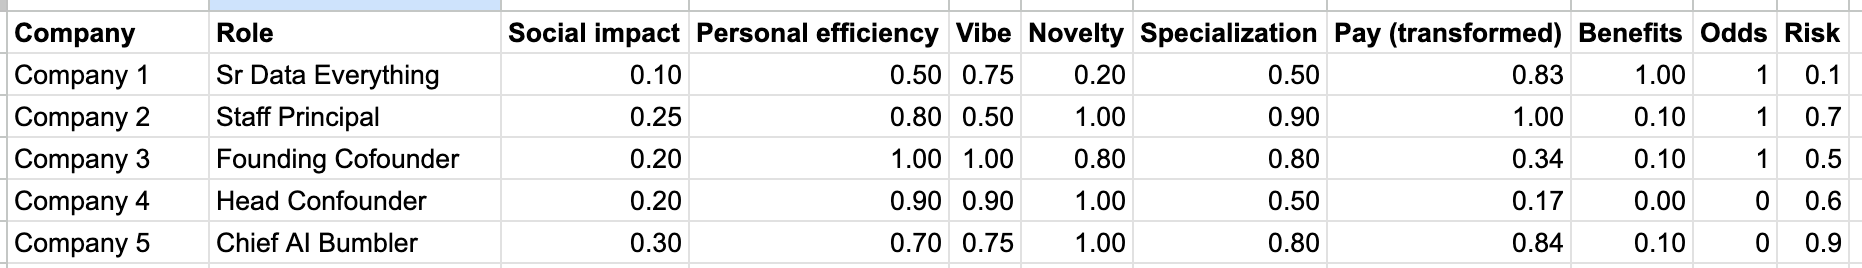 Company Role Social impact Personal efficiency Vibe Novelty Specialization Pay (transformed) Benefits Odds Risk
Company 1 Sr Data Everything 0.10 0.50 0.75 0.20 0.50 0.83 1.00 1 0.1
Company 2 Staff Principal 0.25 0.80 0.50 1.00 0.90 1.00 0.10 1 0.7
Company 3 Founding Cofounder 0.20 1.00 1.00 0.80 0.80 0.34 0.10 1 0.5
Company 4 Head Confounder 0.20 0.90 0.90 1.00 0.50 0.17 0.00 0 0.6
Company 5 Chief AI Bumbler 0.30 0.70 0.75 1.00 0.80 0.84 0.10 0 0.9